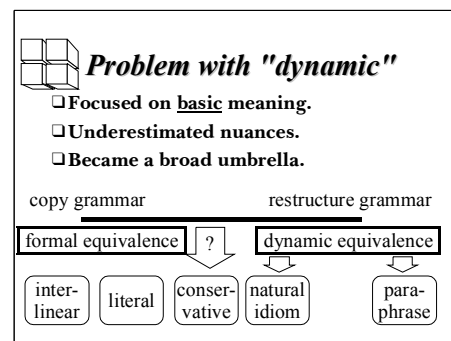 Problem with "dynamic"
❑Focused on basic meaning.
❑Underestimated nuances.
❑Became a broad umbrella.
copy grammar restructure grammar
formal equivalence ? dynamic equivalence
inter-
linear
literal
conser-
vative
natural
idiom
para-
phrase